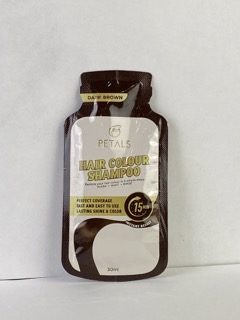 DARK BROWN
PETALS
HAIR COLOUR
SHAMPOO
PERFECT COVERAGE
FAST AND EASY TO USE
LASTING SHINE & COLOR
15
30ml